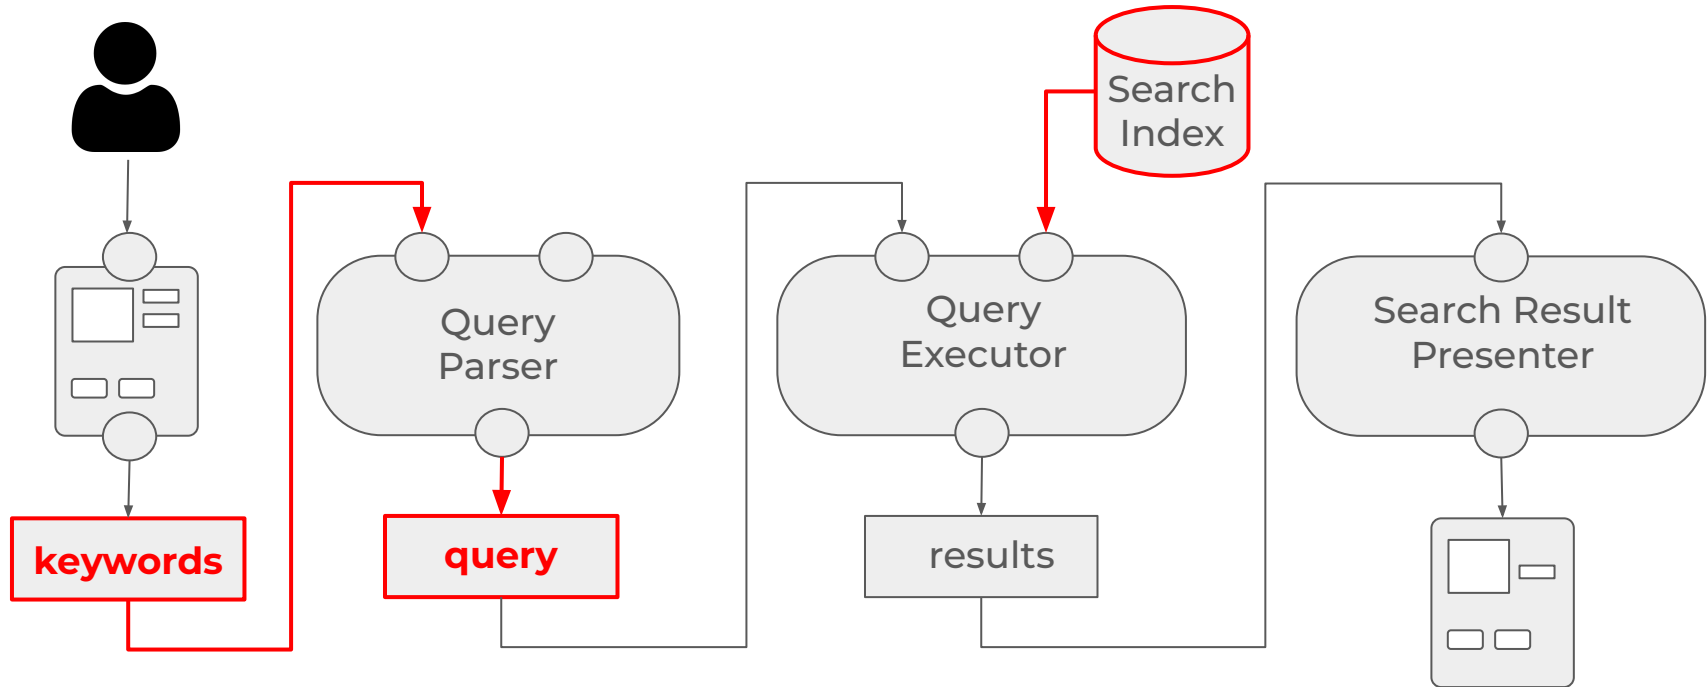 Search
Index
Query
Parser
Query
Executor
Search Result
Presenter
keywords
query
results